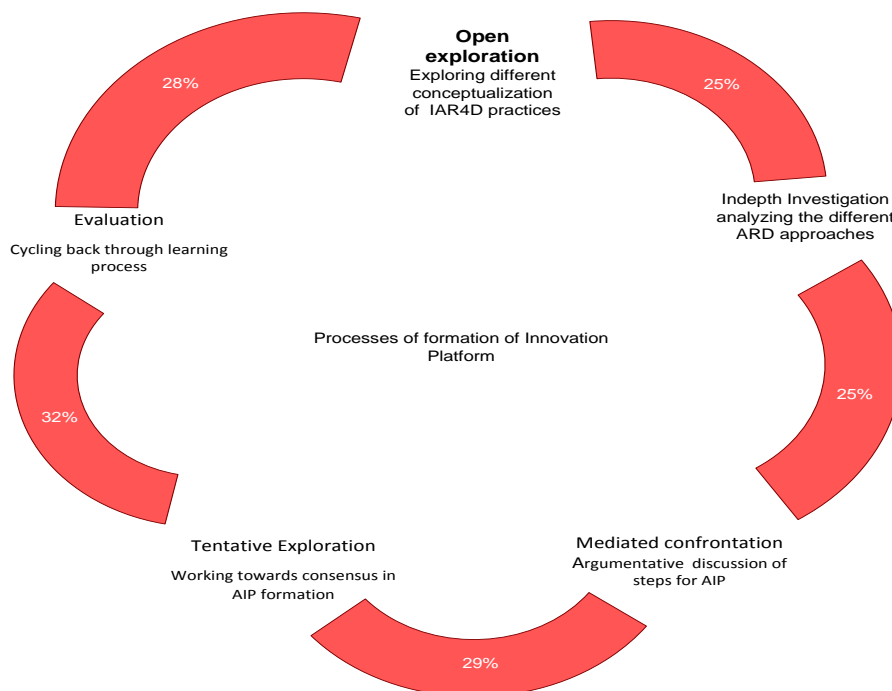 Open
exploration
Exploring different
conceptualization
of IAR4D practices
25%
Indepth Investigation
analyzing the different
ARD approaches
25%
Mediated confrontation
Argumentative discussion of
steps for AIP
29%
Tentative Exploration
Working towards consensus in
AIP formation
32%
Evaluation
Cycling back through learning
process
28%
Processes of formation of Innovation
Platform